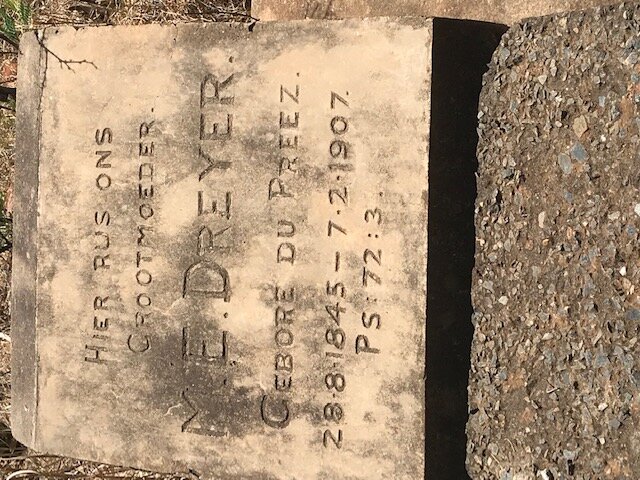 HIER RUS ONS
GROOTMOEDER.
M.E. DREYER.
GEBORE DU PREEZ.
28·8·1845 – 7·2·1907.
PS: 72:3.